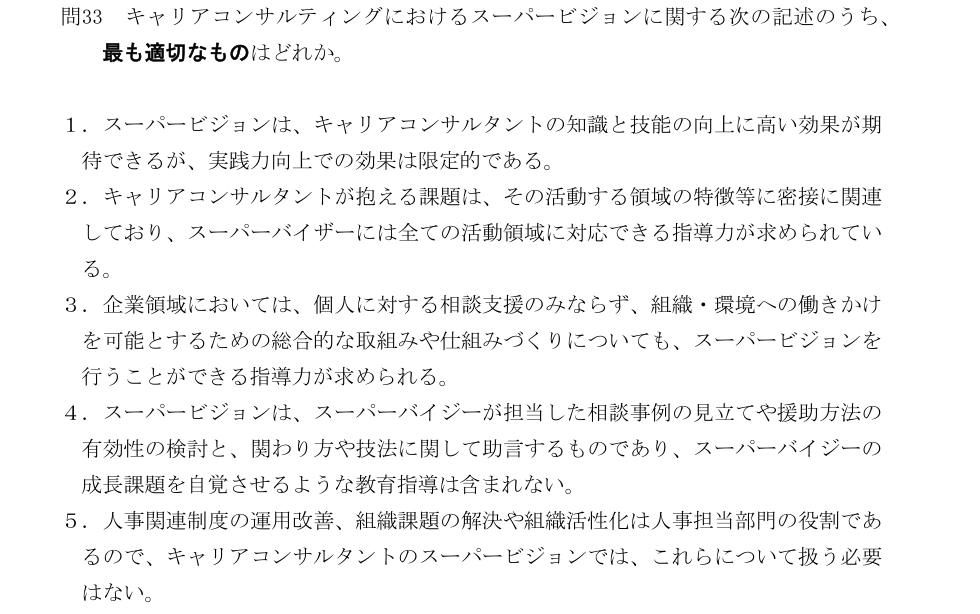 問33　キャリアコンサルティングにおけるスーパービジョンに関する次の記述のうち、
最も適切なものはどれか。
１．スーパービジョンは、キャリアコンサルタントの知識と技能の向上に高い効果が期
待できるが、実践力向上での効果は限定的である。
２．キャリアコンサルタントが抱える課題は、その活動する領域の特徴等に密接に関連
しており、スーパーバイザーには全ての活動領域に対応できる指導力が求められてい
る。
３．企業領域においては、個人に対する相談支援のみならず、組織・環境への働きかけ
を可能とするための総合的な取組みや仕組みづくりについても、スーパービジョンを
行うことができる指導力が求められる。
４．スーパービジョンは、スーパーバイジーが担当した相談事例の見立てや援助方法の
有効性の検討と、関わり方や技法に関して助言するものであり、スーパーバイジーの
成長課題を自覚させるような教育指導は含まれない。
５．人事関連制度の運用改善、組織課題の解決や組織活性化は人事担当部門の役割であ
るので、キャリアコンサルタントのスーパービジョンでは、これらについて扱う必要
はない。